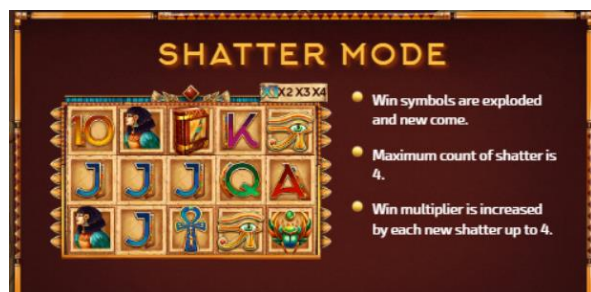 SHATTER MODE
X1 X2 X3 X4
10 K
J J J Q A
J
Win symbols are exploded
and new come.
Maximum count of shatter is
4.
Win multiplier is increased
by each new shatter up to 4.